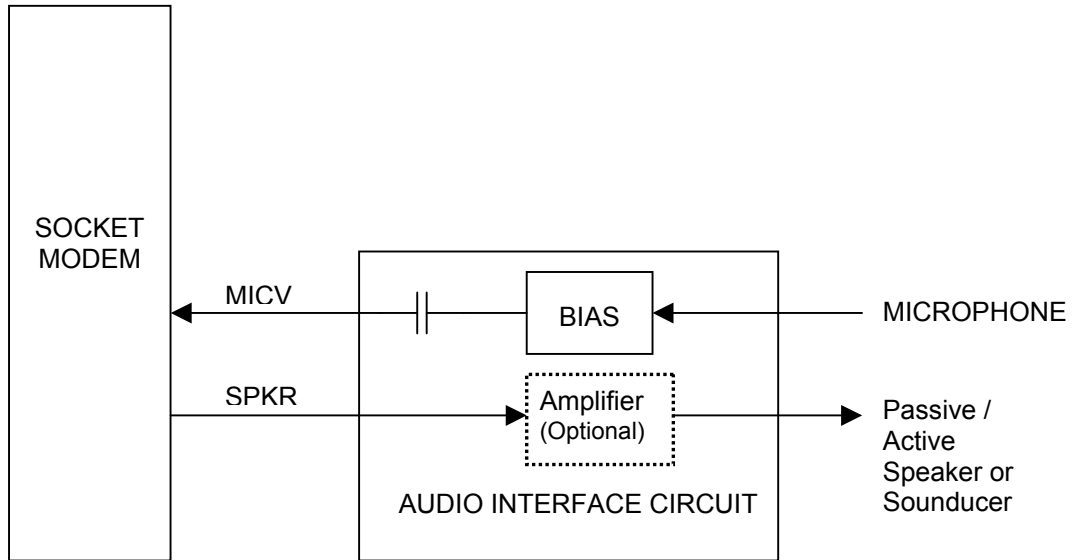 SOCKET
MODEM
MICV
BIAS
MICROPHONE
SPKR
Amplifier
(Optional)
Passive /
Active
Speaker or
Sounducer
AUDIO INTERFACE CIRCUIT